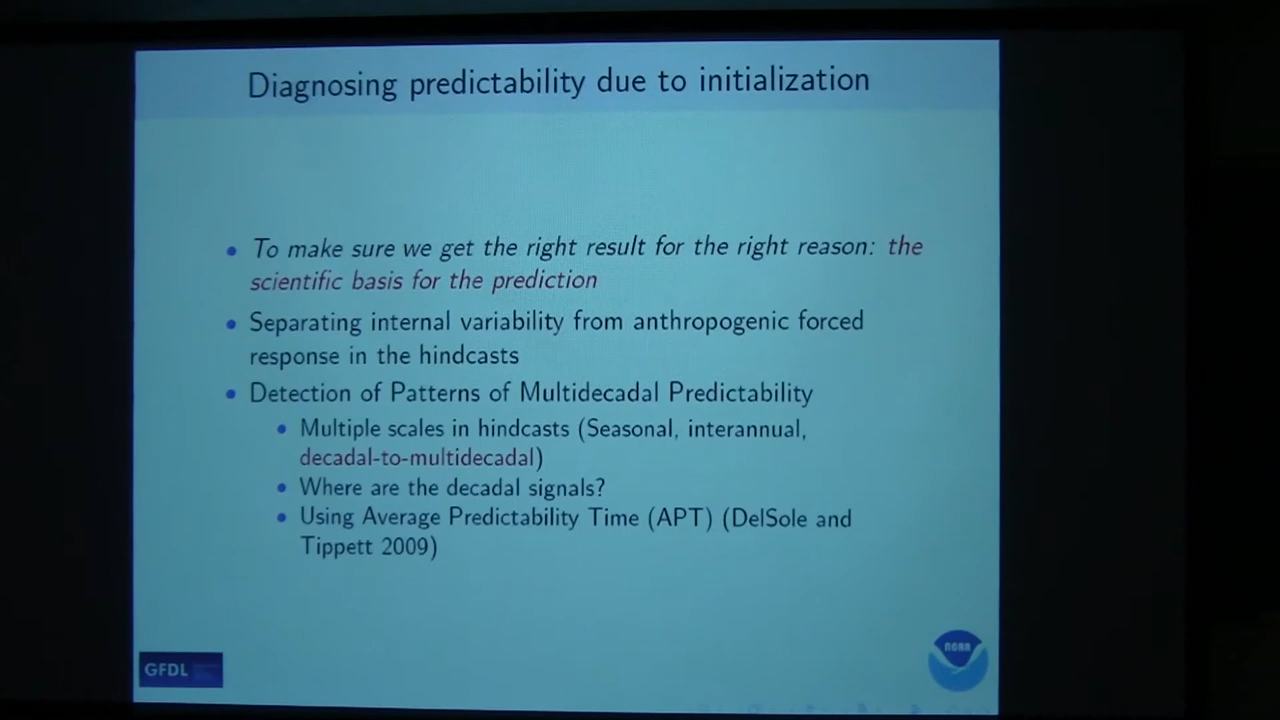 Diagnosing predictability due to initialization
To make sure we get the right result for the right reason: the
scientific basis for the prediction
Separating internal variability from anthropogenic forced
response in the hindcasts
Detection of Patterns of Multidecadal Predictability
Multiple scales in hindcasts (Seasonal, interannual,
decadal-to-multidecadal)
Where are the decadal signals?
Using Average Predictability Time (APT) (DelSole and
Tippett 2009)
GFDL
NOAA